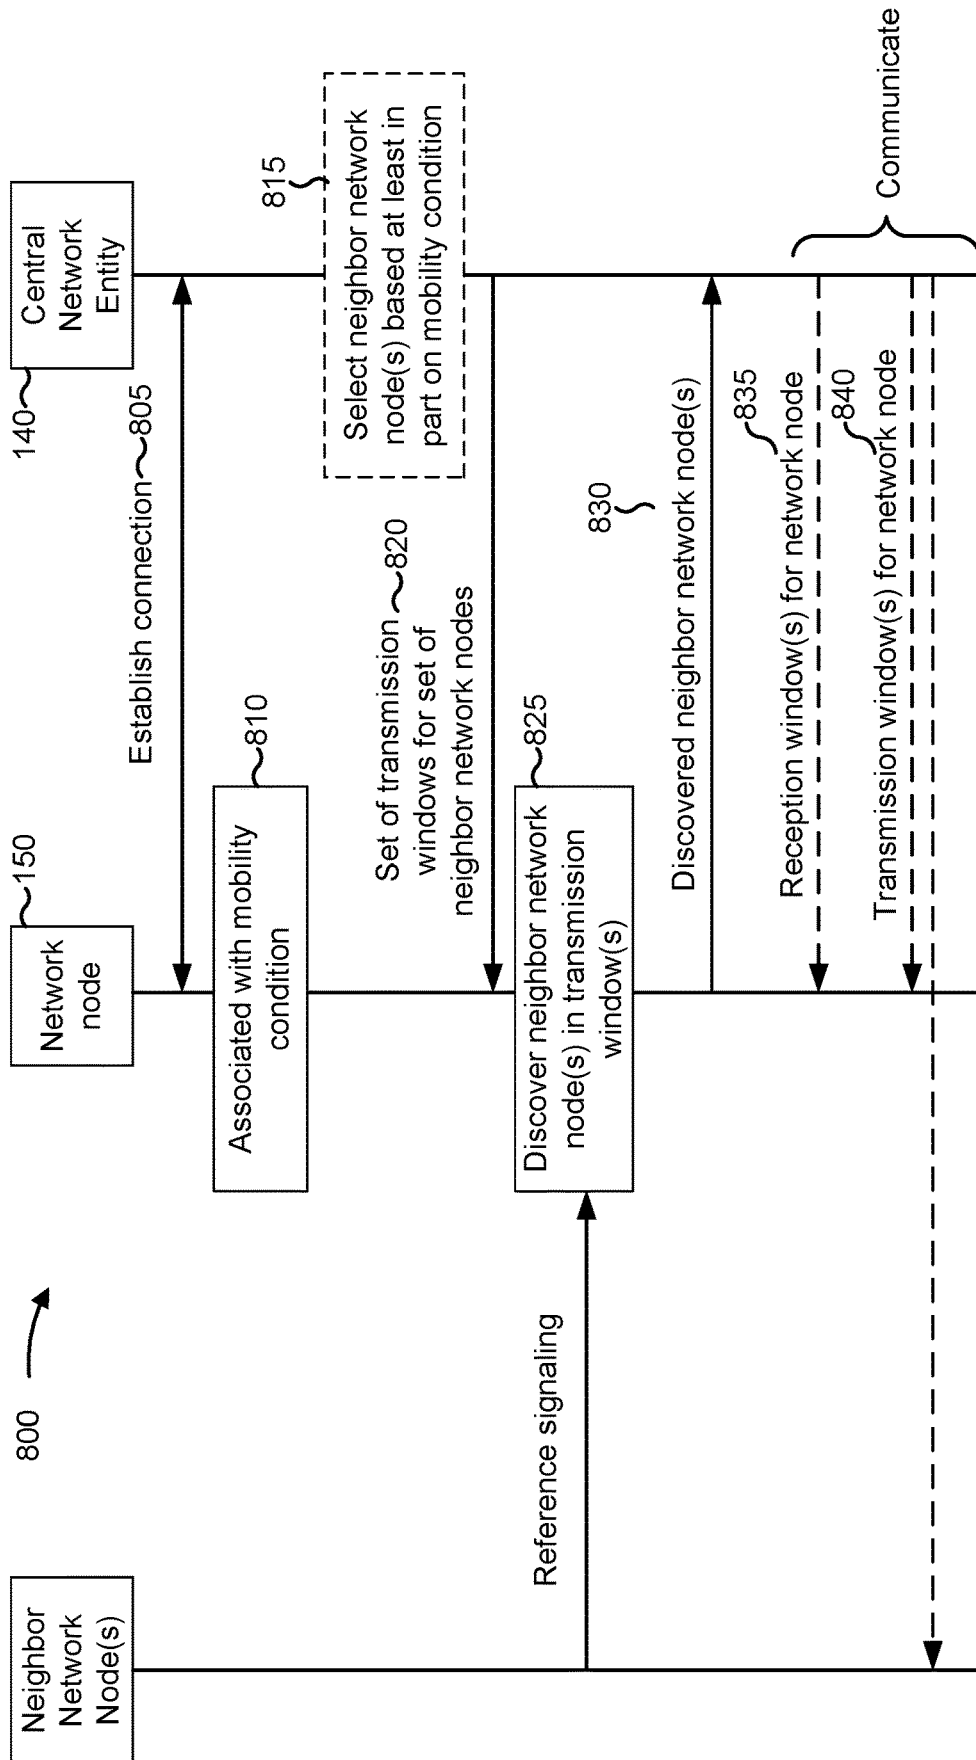 800
Neighbor
Network
Node(s)
Network
node
150
Central
Network
Entity
140
Establish connection
805
Associated with mobility
condition
810
Select neighbor network
node(s) based at least in
part on mobility condition
815
Set of transmission
windows for set of
neighbor network nodes
820
Discover neighbor network
node(s) in transmission
window(s)
825
Reference signaling
Discovered neighbor network node(s)
830
Reception window(s) for network node
835
Transmission window(s) for network node
840
Communicate